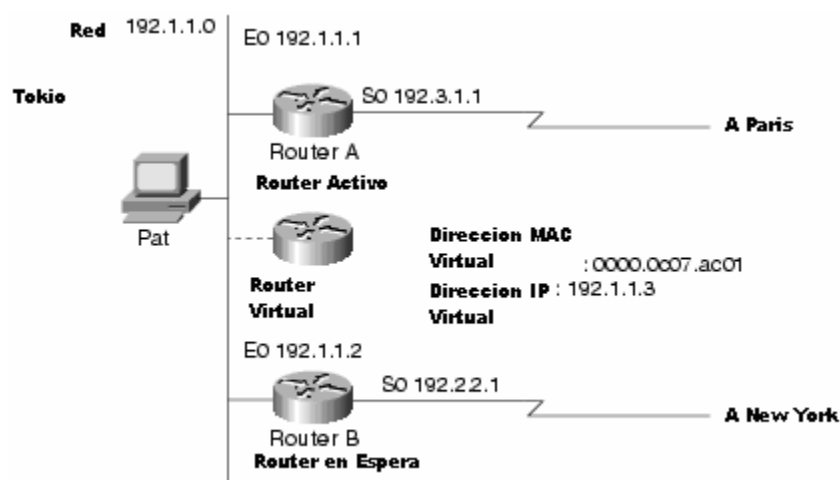 Red 192.1.1.0
E0 192.1.1.1
Tokio
S0 192.3.1.1
A Paris
Router A
Router Activo
Pat
Direccion MAC
Virtual : 0000.0c07.ac01
Router
Virtual
Direccion IP : 192.1.1.3
Virtual
E0 192.1.1.2
S0 192.2.2.1
A New York
Router B
Router en Espera